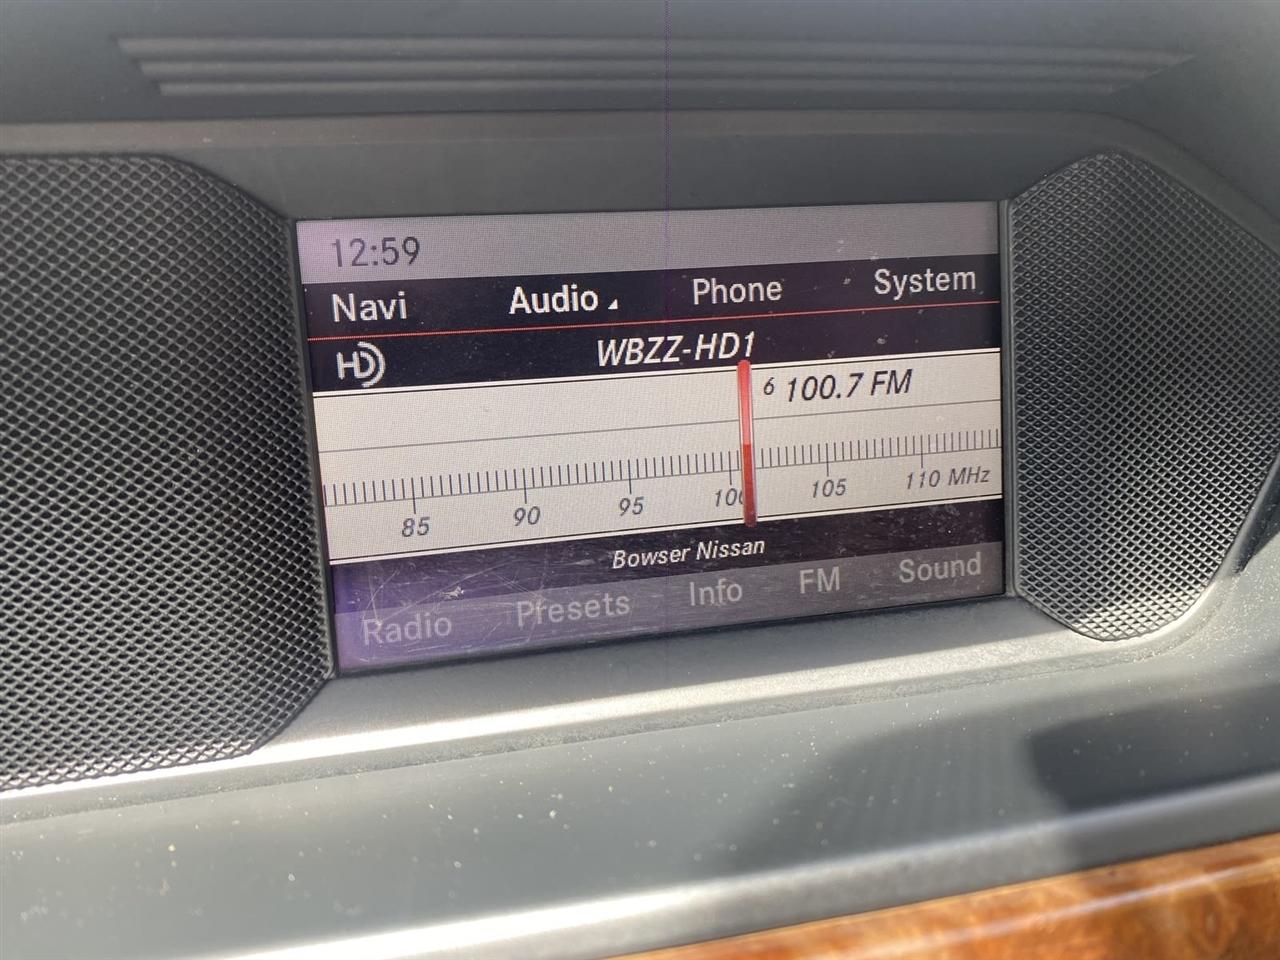 12:59
Navi Audio Phone System
HD WBZZ-HD1
6 100.7 FM
85 90 95 100 105 110 MHz
Bowser Nissan
Radio Presets Info FM Sound